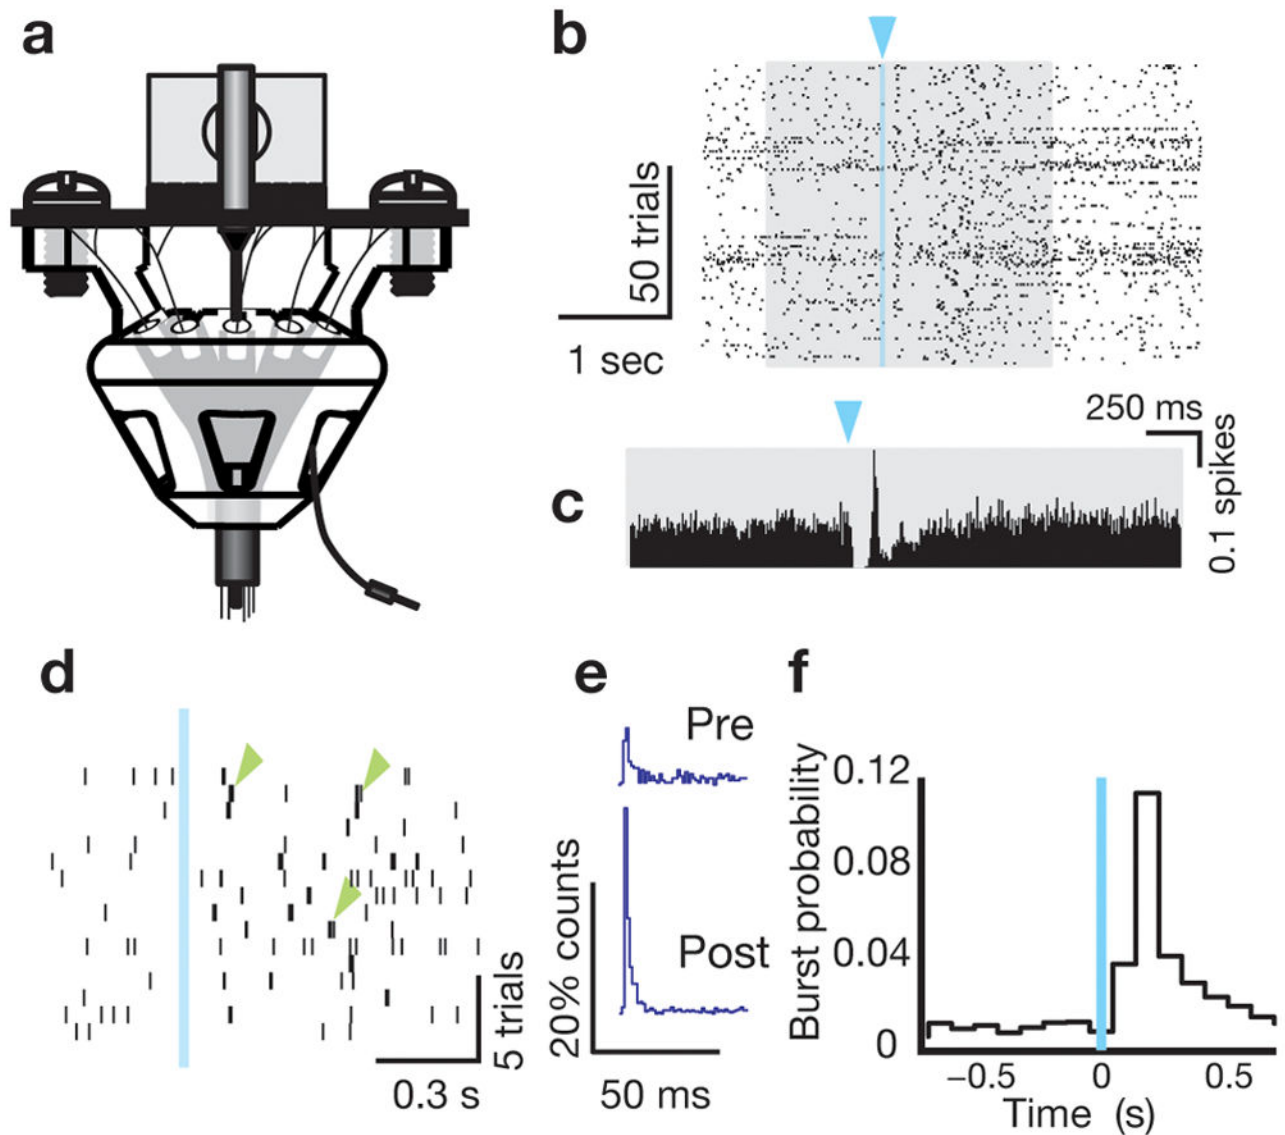 a
b
50 trials
1 sec
250 ms
0.1 spikes
c
d
5 trials
0.3 s
e
Pre
Post
20% counts
50 ms
f
Burst probability
0.12
0.08
0.04
0
−0.5 0 0.5
Time (s)